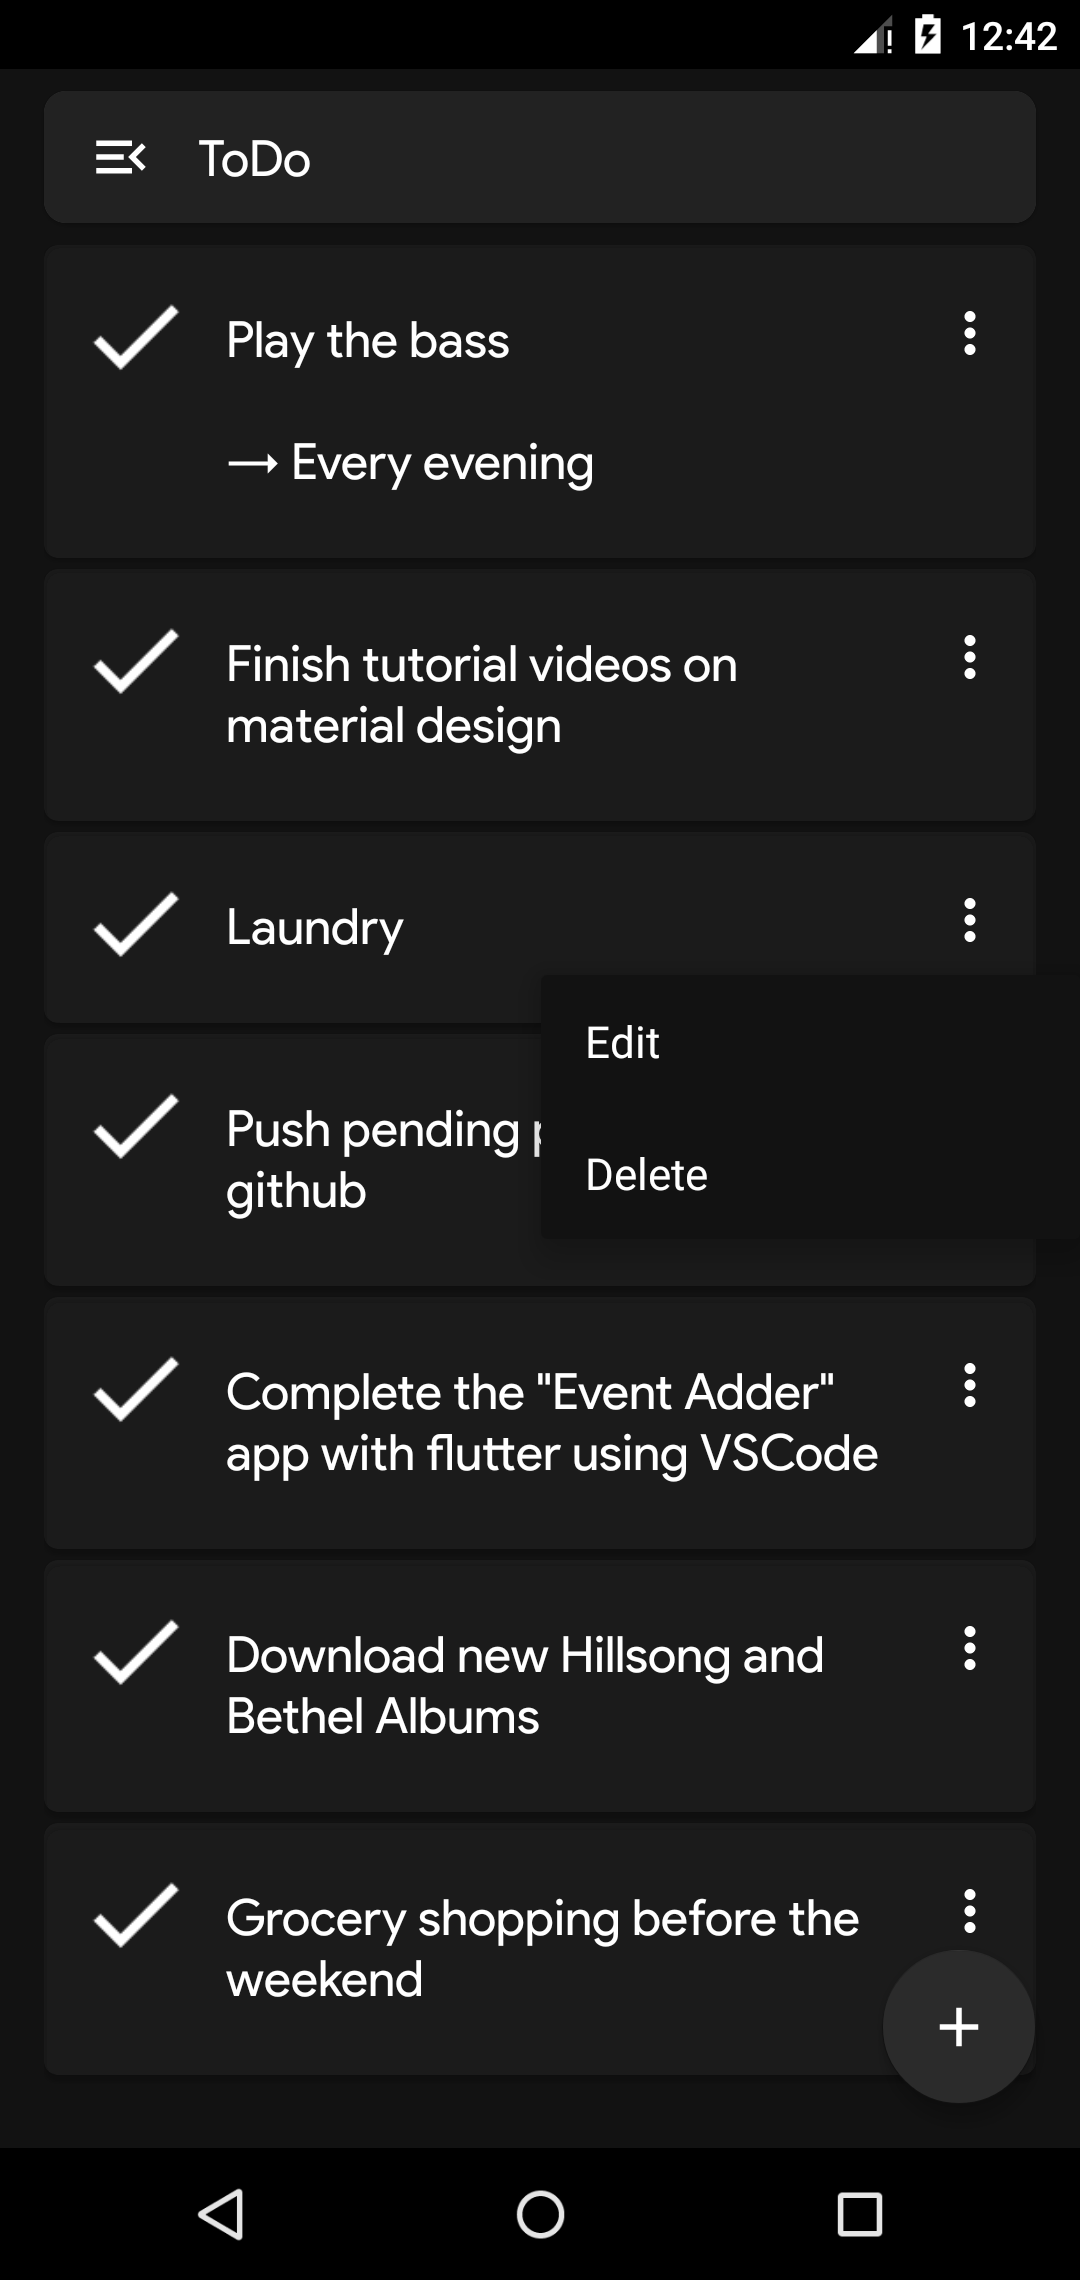 12:42
ToDo
Play the bass
→ Every evening
Finish tutorial videos on
material design
Laundry
Edit
Delete
Push pending
github
Complete the "Event Adder"
app with flutter using VSCode
Download new Hillsong and
Bethel Albums
Grocery shopping before the
weekend